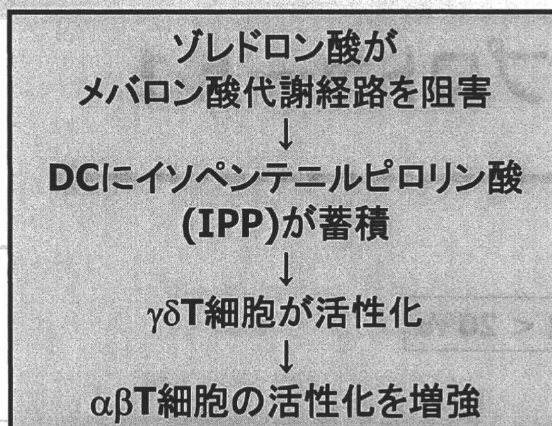 ゾレドロン酸が
メバロン酸代謝経路を阻害
↓
DCにイソペンテニルピロリン酸
(IPP)が蓄積
↓
γδT細胞が活性化
↓
αβT細胞の活性化を増強